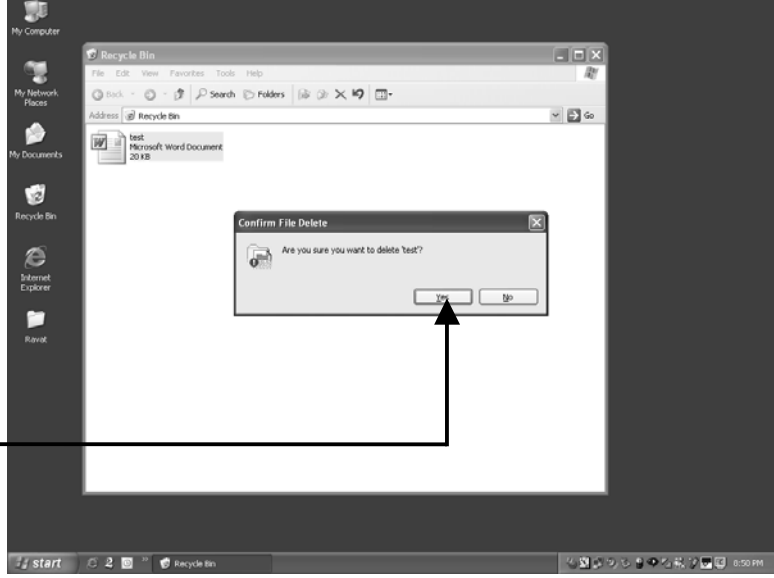 My Computer
My Network
Places
My Documents
Recycle Bin
Internet
Explorer
Ravat
Recycle Bin
File Edit View Favorites Tools Help
Back Search Folders
Address Recycle Bin Go
test
Microsoft Word Document
20 KB
Confirm File Delete
Are you sure you want to delete 'test'?
Yes No
start Recycle Bin 8:50 PM